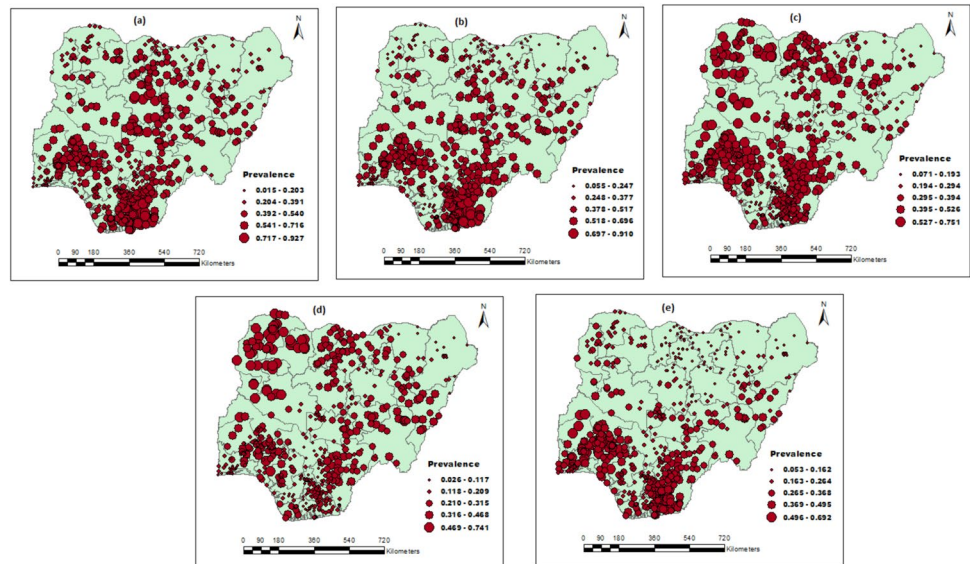 (a)
N
Prevalence
0.015 - 0.203
0.204 - 0.391
0.392 - 0.540
0.541 - 0.716
0.717 - 0.927
0 90 180 360 540 720
Kilometers
(b)
N
Prevalence
0.055 - 0.247
0.248 - 0.377
0.378 - 0.517
0.518 - 0.696
0.697 - 0.910
0 90 180 360 540 720
Kilometers
(c)
N
Prevalence
0.071 - 0.193
0.194 - 0.294
0.295 - 0.394
0.395 - 0.526
0.527 - 0.751
0 90 180 360 540 720
Kilometers
(d)
N
Prevalence
0.026 - 0.117
0.118 - 0.209
0.210 - 0.315
0.316 - 0.468
0.469 - 0.741
0 90 180 360 540 720
Kilometers
(e)
N
Prevalence
0.053 - 0.162
0.163 - 0.264
0.265 - 0.368
0.369 - 0.495
0.496 - 0.692
0 90 180 360 540 720
Kilometers